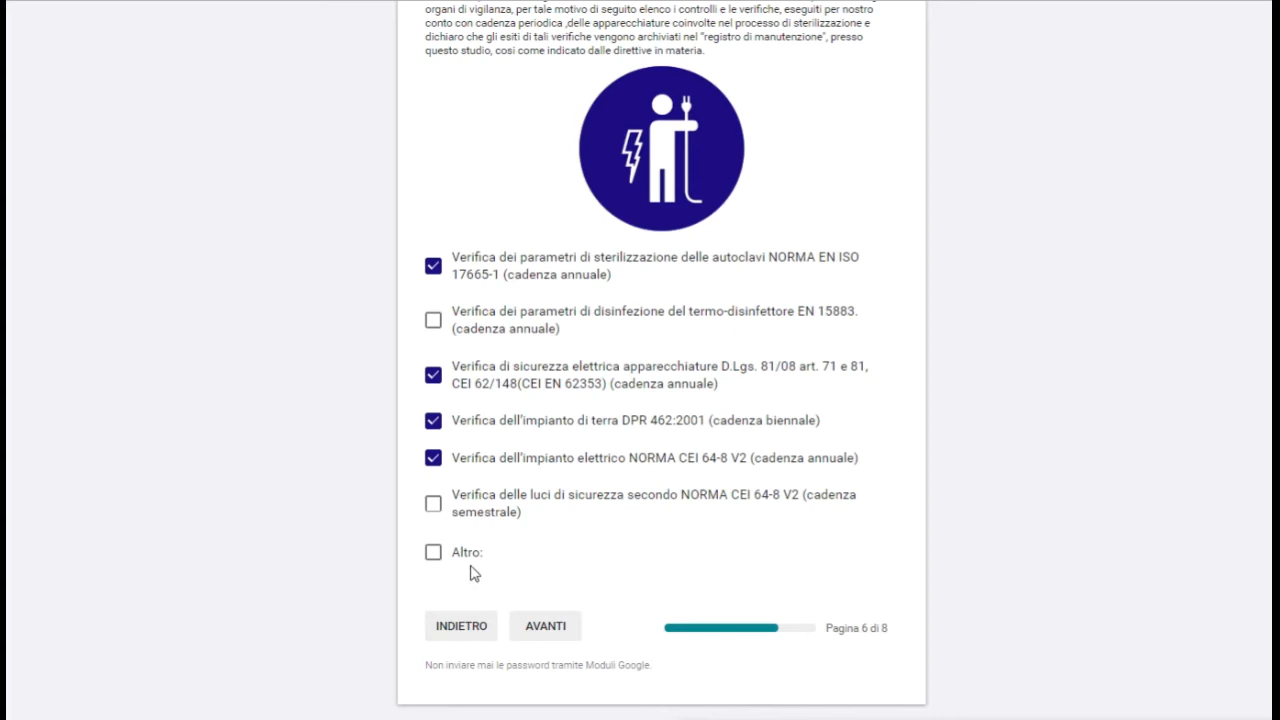 organi di vigilanza, per tale motivo di seguito elenco i controlli e le verifiche, eseguiti per nostro
conto con cadenza periodica ,delle apparecchiature coinvolte nel processo di sterilizzazione e
dichiaro che gli esiti di tali verifiche vengono archiviati nel "registro di manutenzione", presso
questo studio, cosi come indicato dalle direttive in materia.
Verifica dei parametri di sterilizzazione delle autoclavi NORMA EN ISO
17665-1 (cadenza annuale)
Verifica dei parametri di disinfezione del termo-disinfettore EN 15883.
(cadenza annuale)
Verifica di sicurezza elettrica apparecchiature D.Lgs. 81/08 art. 71 e 81,
CEI 62/148(CEI EN 62353) (cadenza annuale)
Verifica dell'impianto di terra DPR 462:2001 (cadenza biennale)
Verifica dell'impianto elettrico NORMA CEI 64-8 V2 (cadenza annuale)
Verifica delle luci di sicurezza secondo NORMA CEI 64-8 V2 (cadenza
semestrale)
Altro:
INDIETRO AVANTI Pagina 6 di 8
Non inviare mai le password tramite Moduli Google.